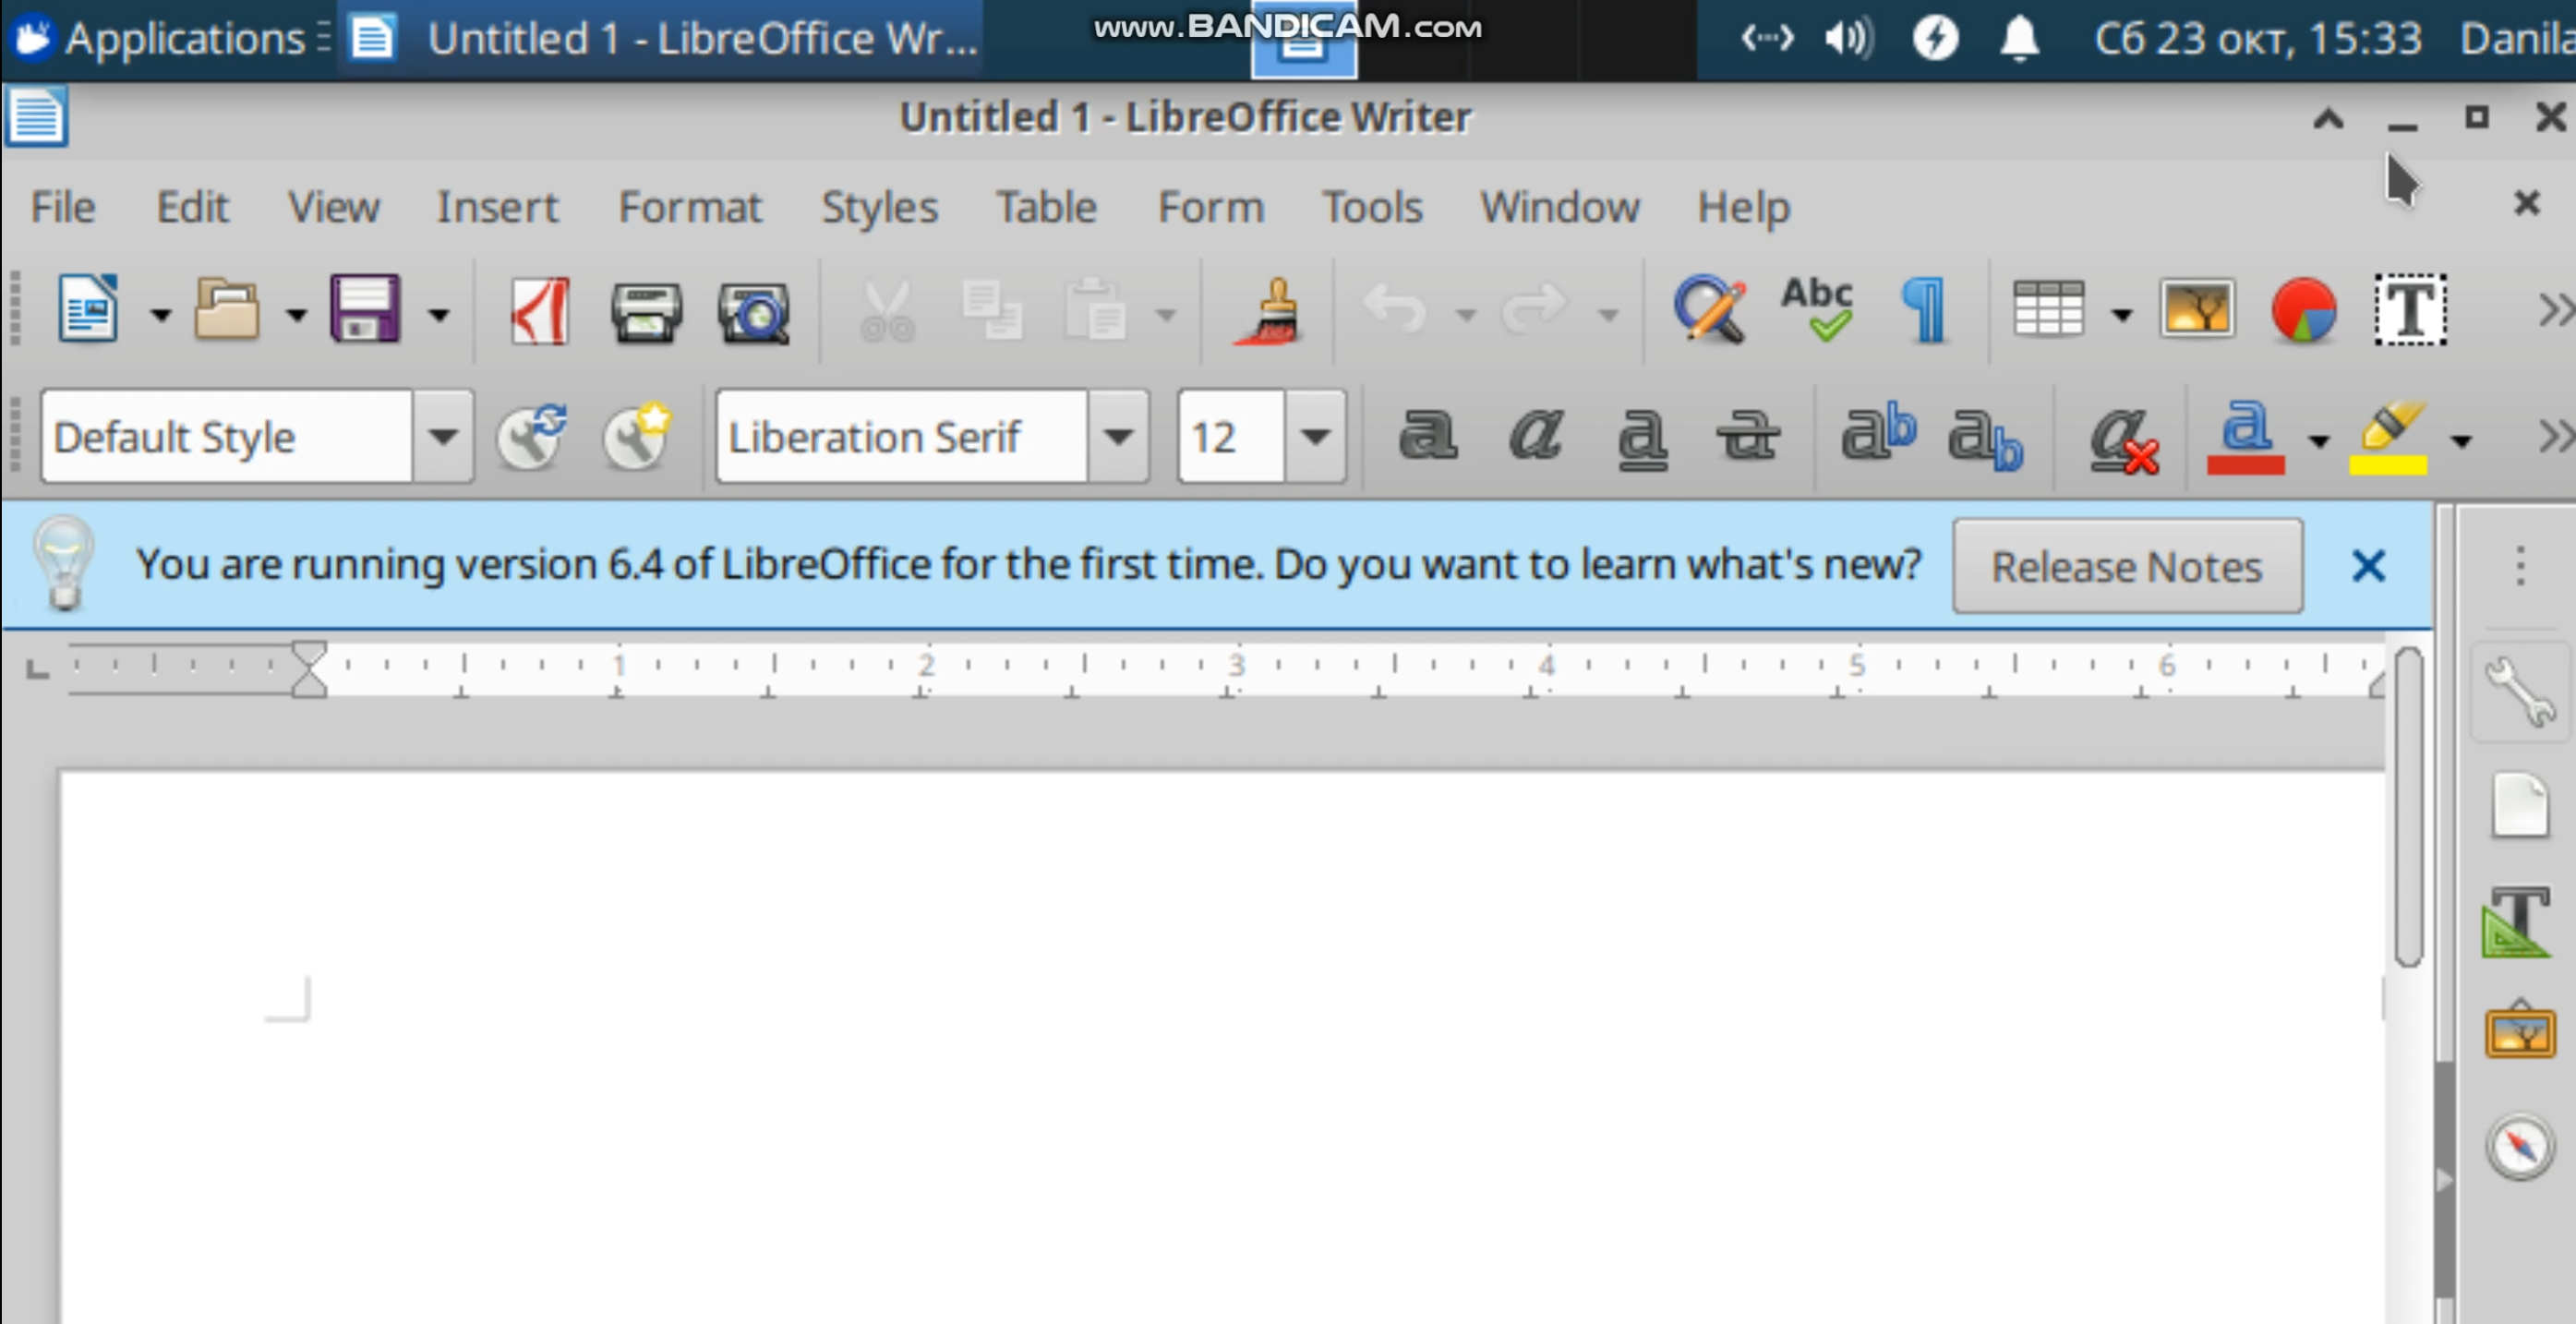 Applications
Untitled 1 - LibreOffice Wr...
www.BANDICAM.com
Сб 23 окт, 15:33
Danila
Untitled 1 - LibreOffice Writer
File Edit View Insert Format Styles Table Form Tools Window Help
Abc
T
Default Style
Liberation Serif
12
a a a a ab ab a a
You are running version 6.4 of LibreOffice for the first time. Do you want to learn what's new?
Release Notes
1 2 3 4 5 6
T